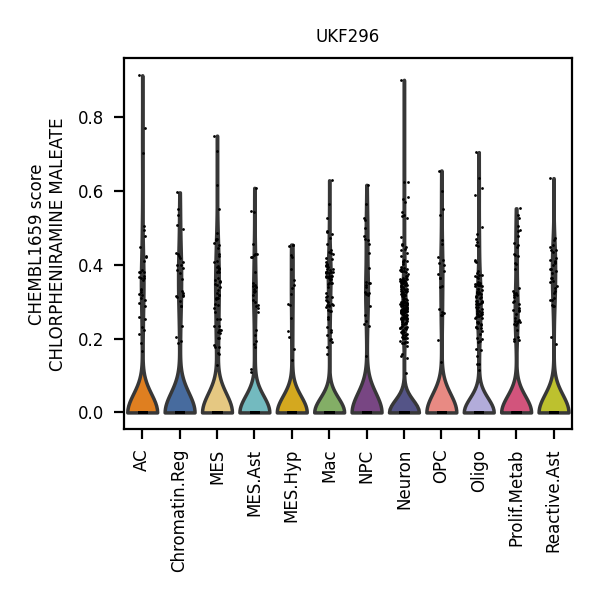 UKF296
CHEMBL1659 score
CHLORPHENIRAMINE MALEATE
0.8
0.6
0.4
0.2
0.0
AC
Chromatin.Reg
MES
MES.Ast
MES.Hyp
Mac
NPC
Neuron
OPC
Oligo
Prolif.Metab
Reactive.Ast